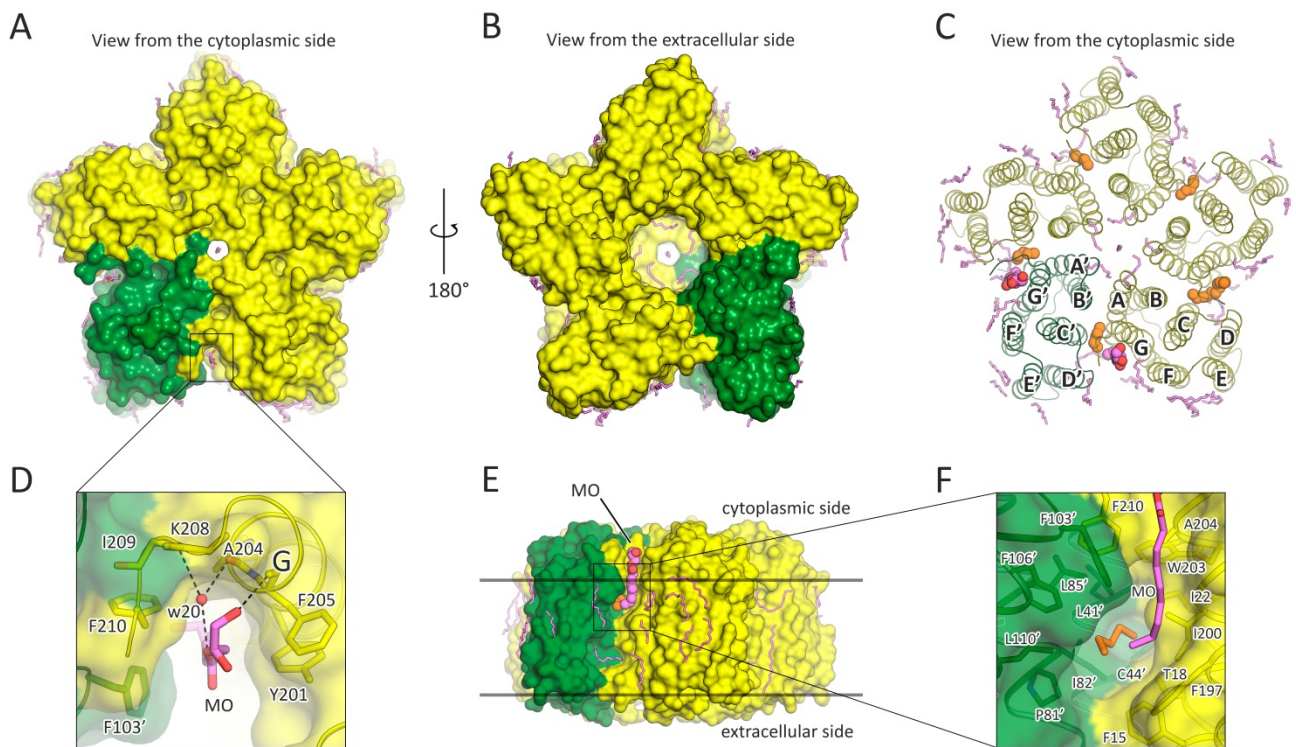 A
View from the cytoplasmic side
B
View from the extracellular side
C
View from the cytoplasmic side
180°
A'
G'
B'
A
B
F'
C'
C
D
G
E'
D'
F
E
D
K208
I209
A204
G
w20
F205
F210
MO
Y201
F103'
E
MO
cytoplasmic side
extracellular side
F
F103'
F210
A204
F106'
W203
L85'
MO
L41'
I22
L110'
I200
C44'
T18
I82'
F197
P81'
F15